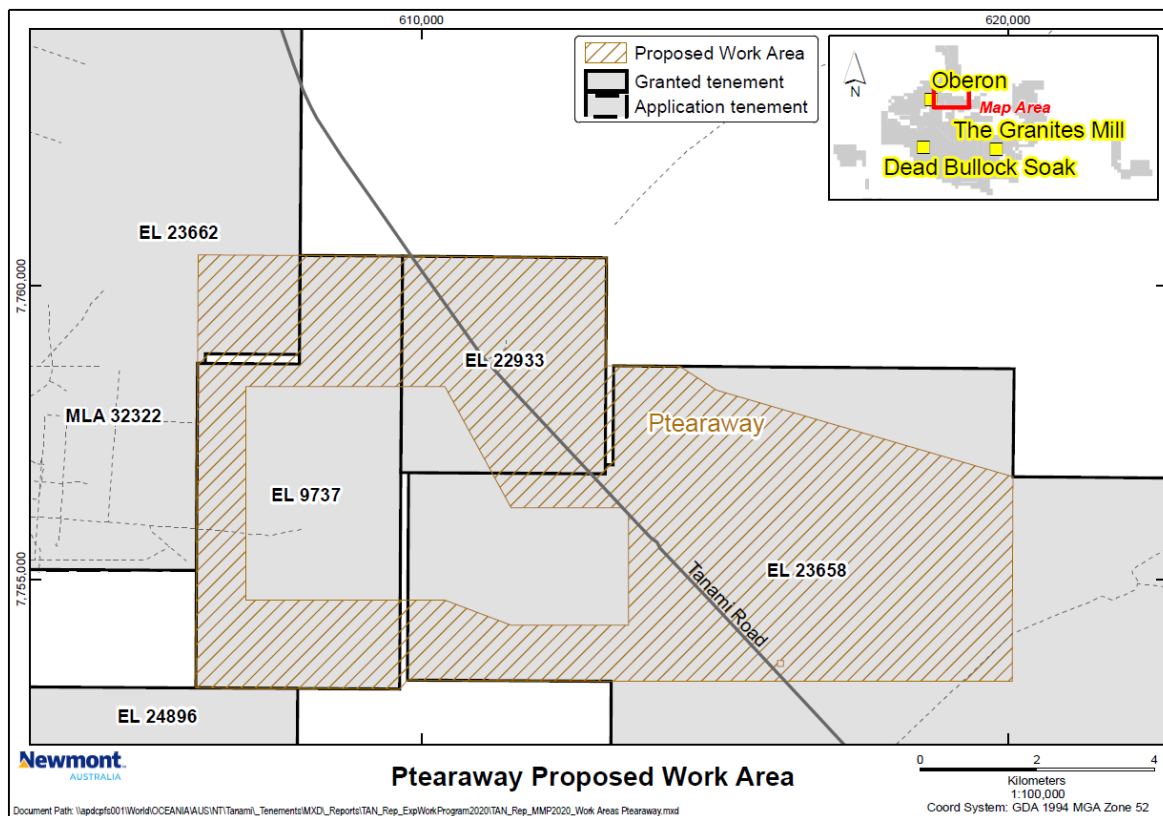 610,000
620,000
Proposed Work Area
Granted tenement
Application tenement
N
Oberon
Map Area
The Granites Mill
Dead Bullock Soak
EL 23662
7,760,000
EL 22933
MLA 32322
Ptearaway
EL 9737
7,755,000
EL 23658
Tanami Road
EL 24896
Newmont
AUSTRALIA
Ptearaway Proposed Work Area
0 2 4
Kilometers
1:100,000
Coord System: GDA 1994 MGA Zone 52
Document Path: \\apdcpfs001\World\OCEANIA\AUS\NT\Tanami\_Tenements\MXD\_Reports\TAN_Rep_ExpWorkProgram2020\TAN_Rep_MMP2020_Work Areas Ptearaway.mxd